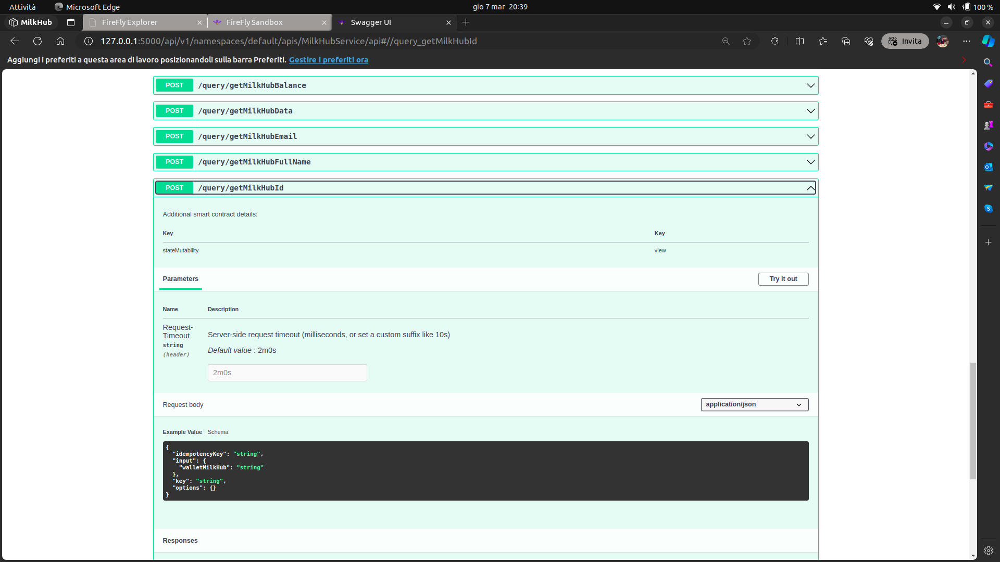 Attività
Microsoft Edge
gio 7 mar 20:39
100 %
MilkHub
FireFly Explorer
FireFly Sandbox
Swagger UI
127.0.0.1:5000/api/v1/namespaces/default/apis/MilkHubService/api#//query_getMilkHubId
Invita
Aggiungi i preferiti a questa area di lavoro posizionandoli sulla barra Preferiti. Gestire i preferiti ora
POST /query/getMilkHubBalance
POST /query/getMilkHubData
POST /query/getMilkHubEmail
POST /query/getMilkHubFullName
POST /query/getMilkHubId
Additional smart contract details:
Key Key
stateMutability view
Parameters
Try it out
Name Description
Request-
Timeout
string
(header)
Server-side request timeout (milliseconds, or set a custom suffix like 10s)
Default value : 2m0s
2m0s
Request body
application/json
Example Value Schema
{
"idempotencyKey": "string",
"input": {
"walletMilkHub": "string"
},
"key": "string",
"options": {}
}
Responses